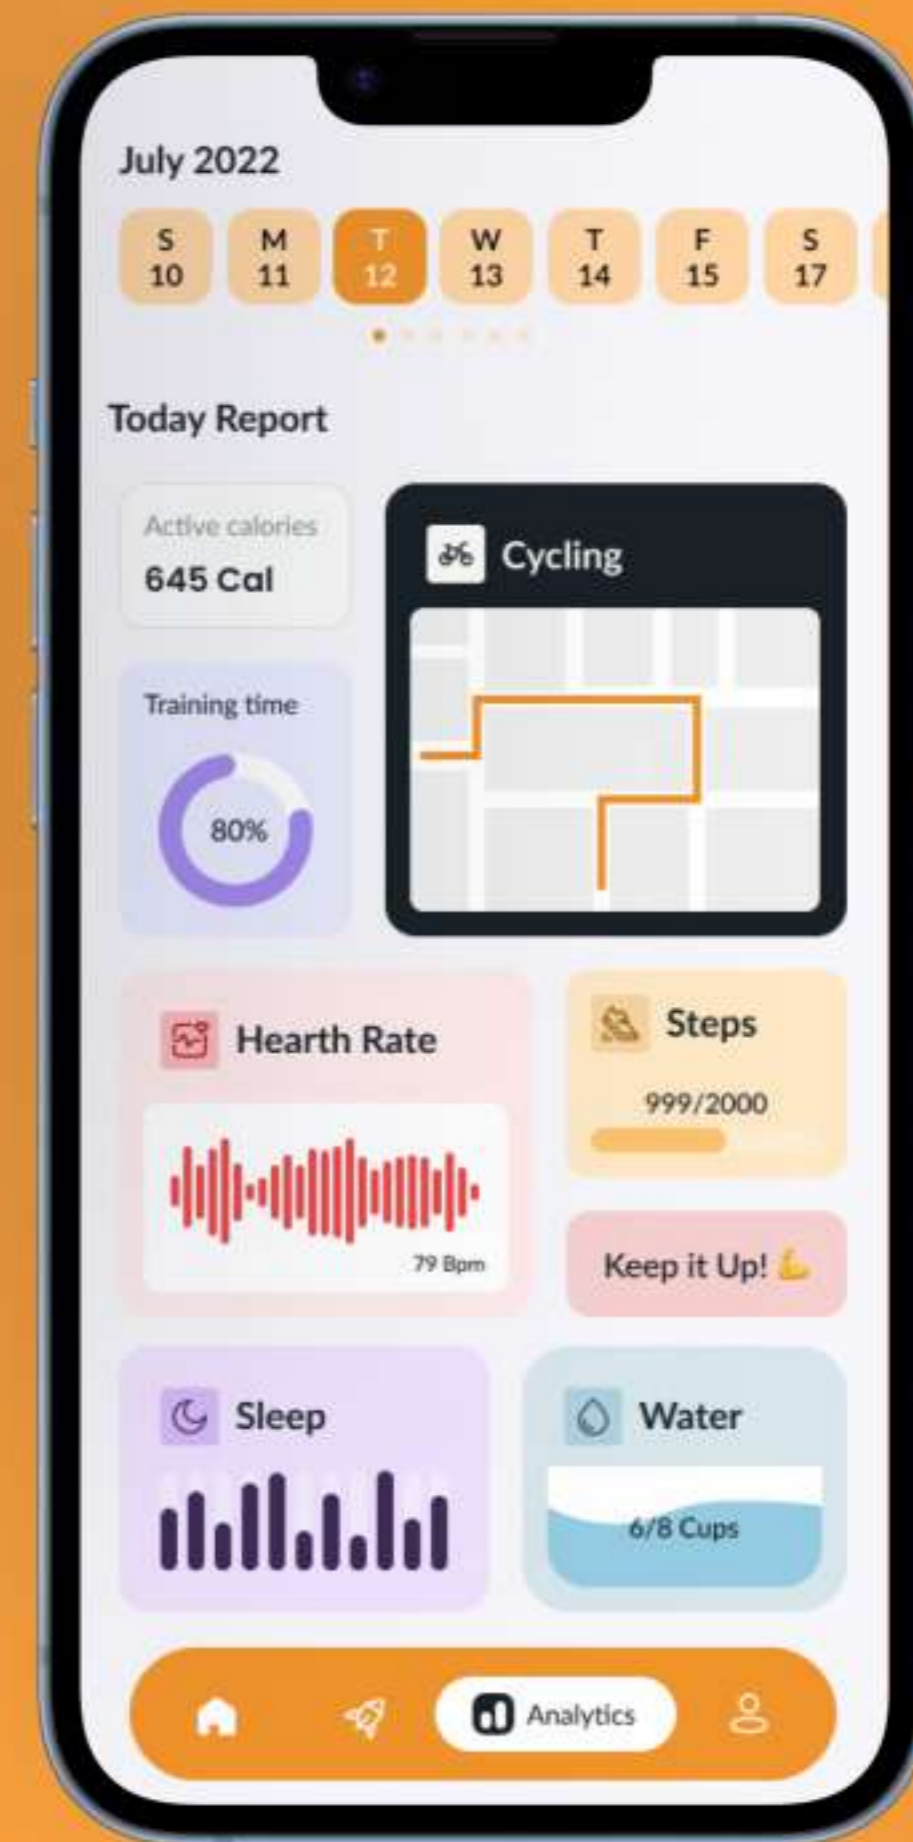 July 2022
S M T W T F S
10 11 12 13 14 15 17
Today Report
Active calories
645 Cal
Cycling
Training time
80%
Hearth Rate
79 Bpm
Steps
999/2000
Keep it Up! 💪
Sleep
Water
6/8 Cups
Analytics